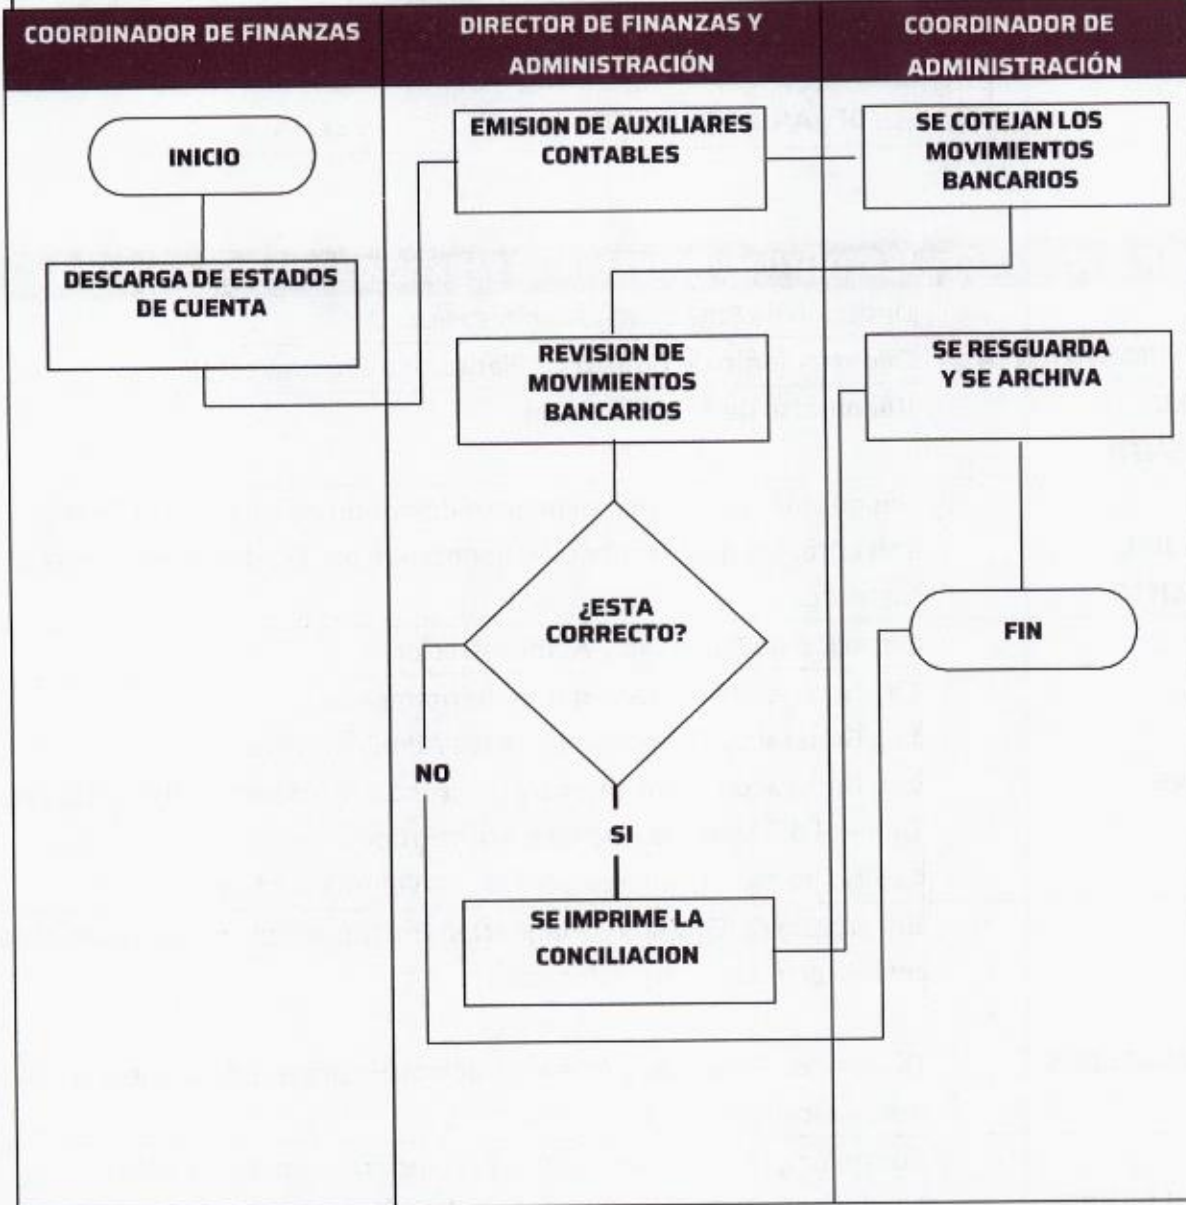 COORDINADOR DE FINANZAS
DIRECTOR DE FINANZAS Y
ADMINISTRACIÓN
COORDINADOR DE
ADMINISTRACIÓN
INICIO
EMISION DE AUXILIARES
CONTABLES
SE COTEJAN LOS
MOVIMIENTOS
BANCARIOS
DESCARGA DE ESTADOS
DE CUENTA
REVISION DE
MOVIMIENTOS
BANCARIOS
SE RESGUARDA
Y SE ARCHIVA
¿ESTA
CORRECTO?
FIN
NO
SI
SE IMPRIME LA
CONCILIACION